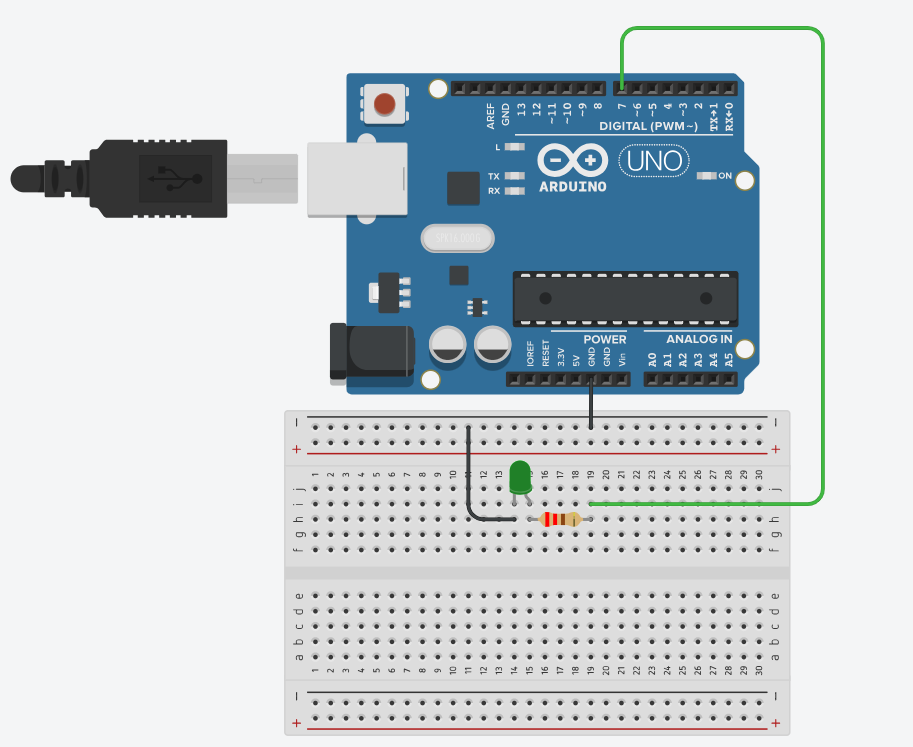 AREF
GND
13
12
~11
~10
~9
8
7
~6
~5
4
~3
2
TX→1
RX←0
DIGITAL (PWM~)
L
TX
RX
ARDUINO
UNO
ON
POWER
ANALOG IN
IOREF
RESET
3.3V
5V
GND
GND
Vin
A0
A1
A2
A3
A4
A5
− −
+ +
1 2 3 4 5 6 7 8 9 10 11 12 13 14 15 16 17 18 19 20 21 22 23 24 25 26 27 28 29 30
j j
i i
h h
g g
f f
e e
d d
c c
b b
a a
1 2 3 4 5 6 7 8 9 10 11 12 13 14 15 16 17 18 19 20 21 22 23 24 25 26 27 28 29 30
− −
+ +